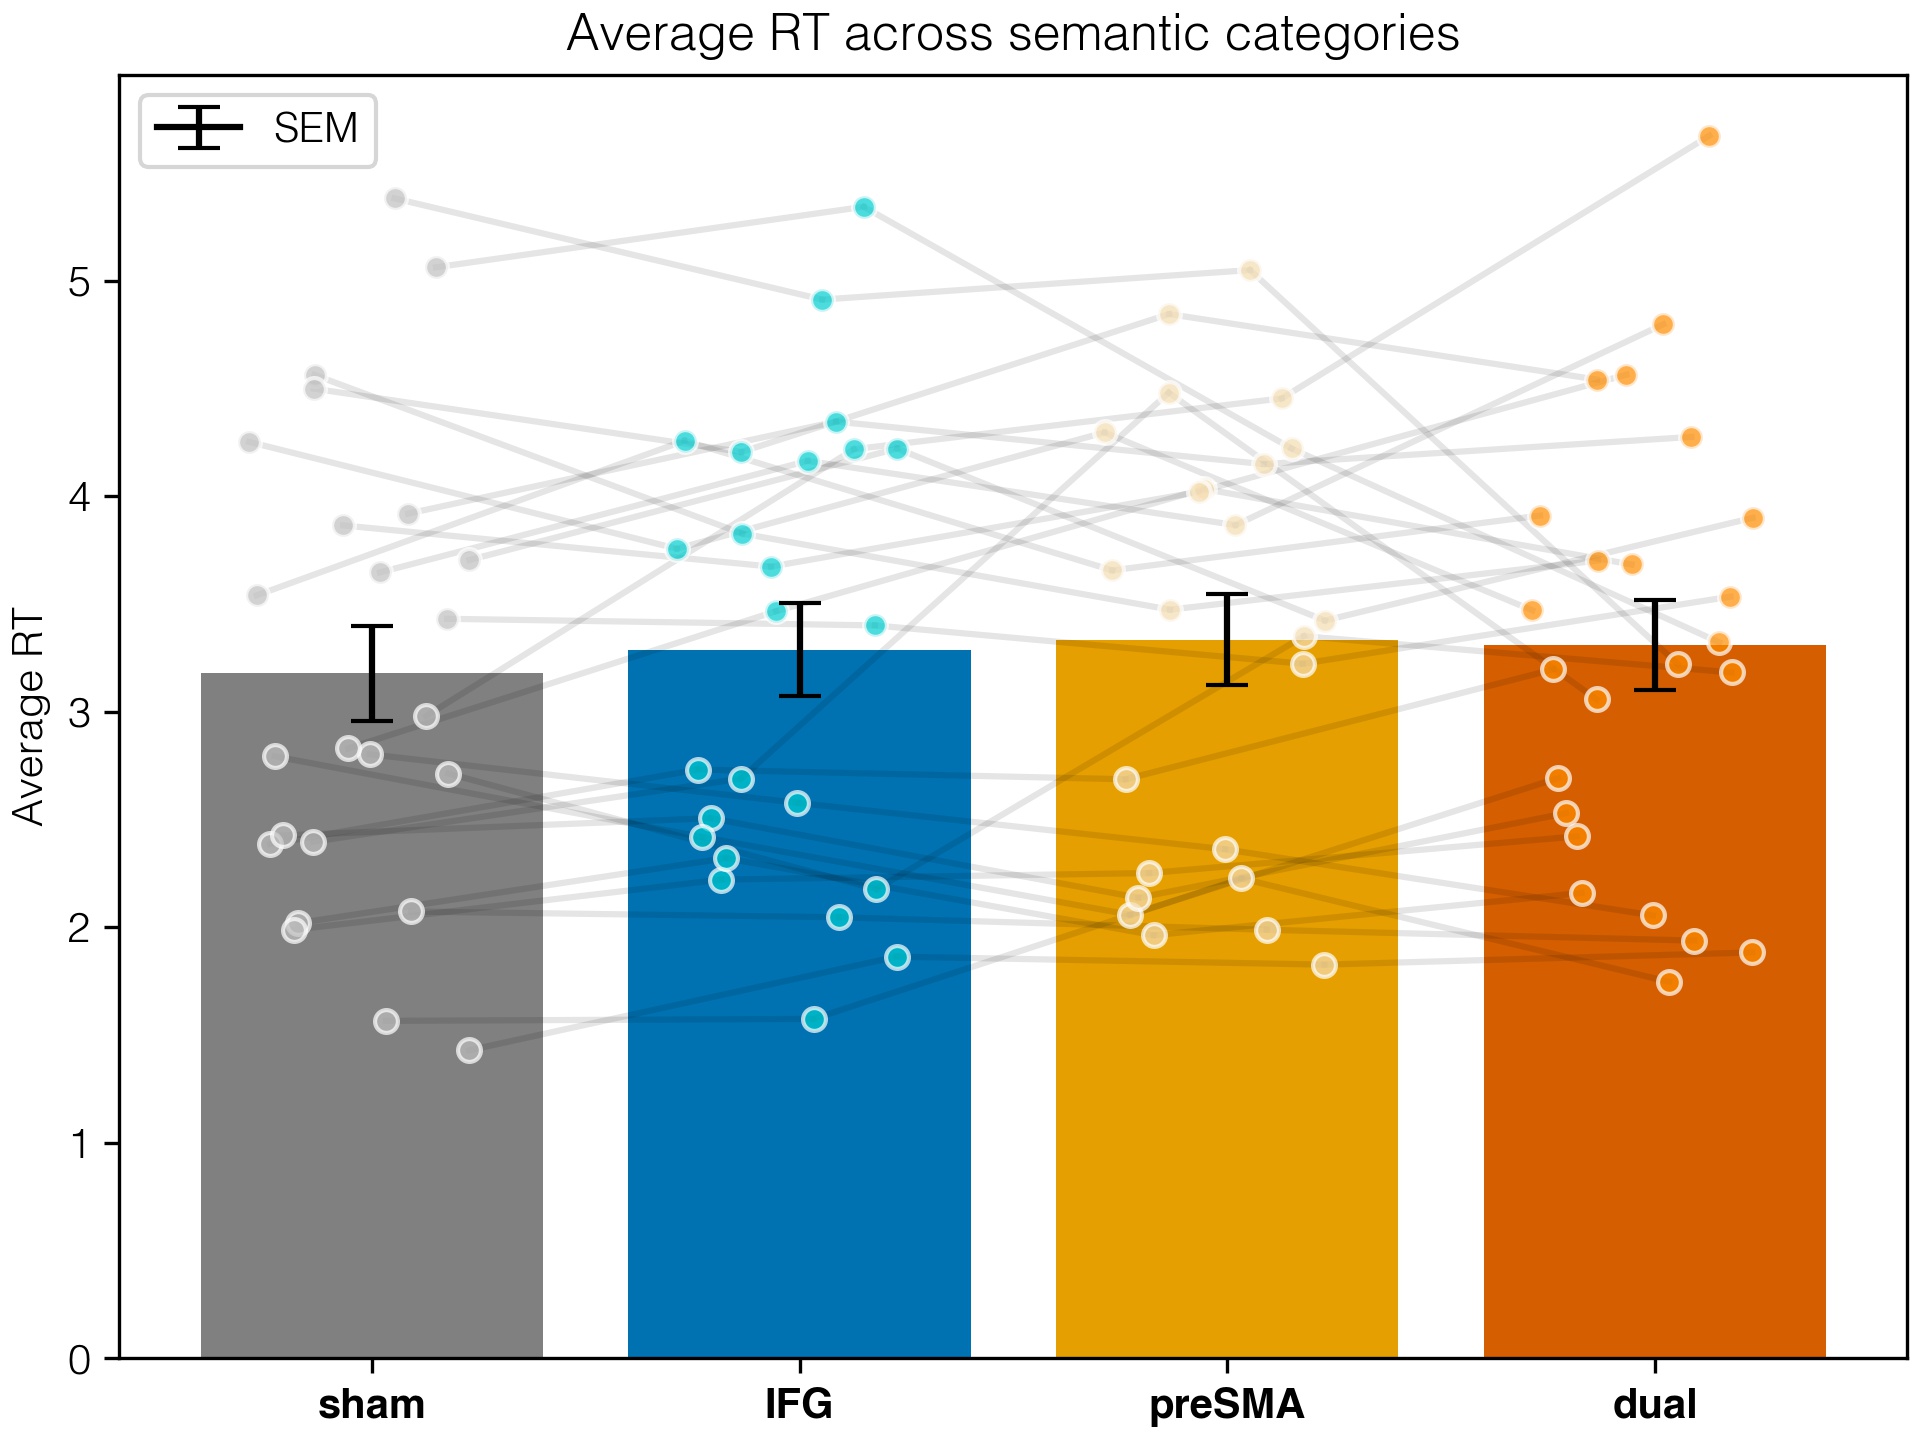 Average RT across semantic categories
SEM
Average RT
5
4
3
2
1
0
sham
IFG
preSMA
dual